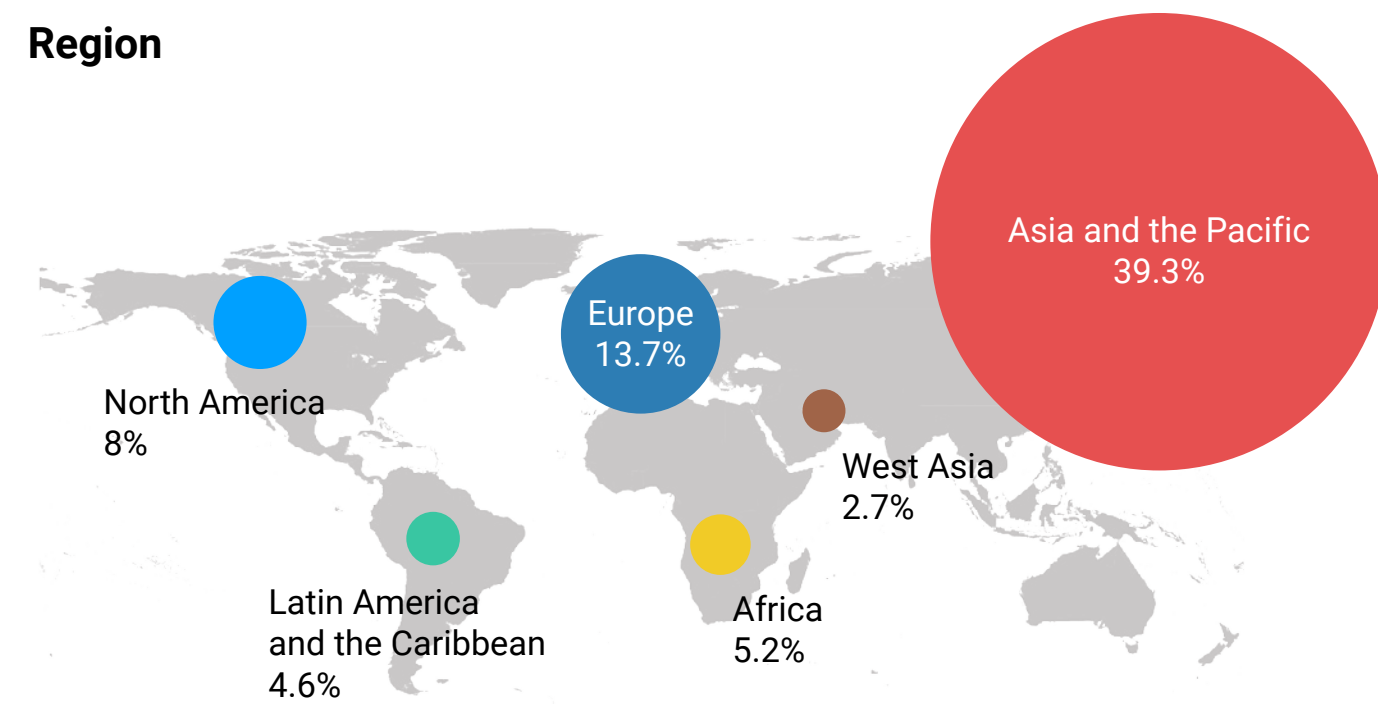 Region
Asia and the Pacific
39.3%
Europe
13.7%
North America
8%
West Asia
2.7%
Latin America
and the Caribbean
4.6%
Africa
5.2%